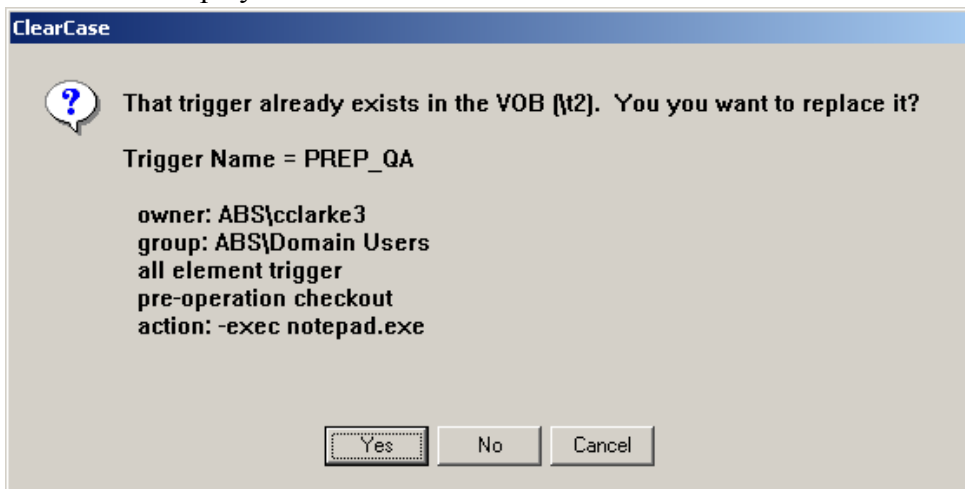 ClearCase
That trigger already exists in the VOB (\t2).  You you want to replace it?
Trigger Name = PREP_QA
owner: ABS\cclarke3
group: ABS\Domain Users
all element trigger
pre-operation checkout
action: -exec notepad.exe
Yes No Cancel